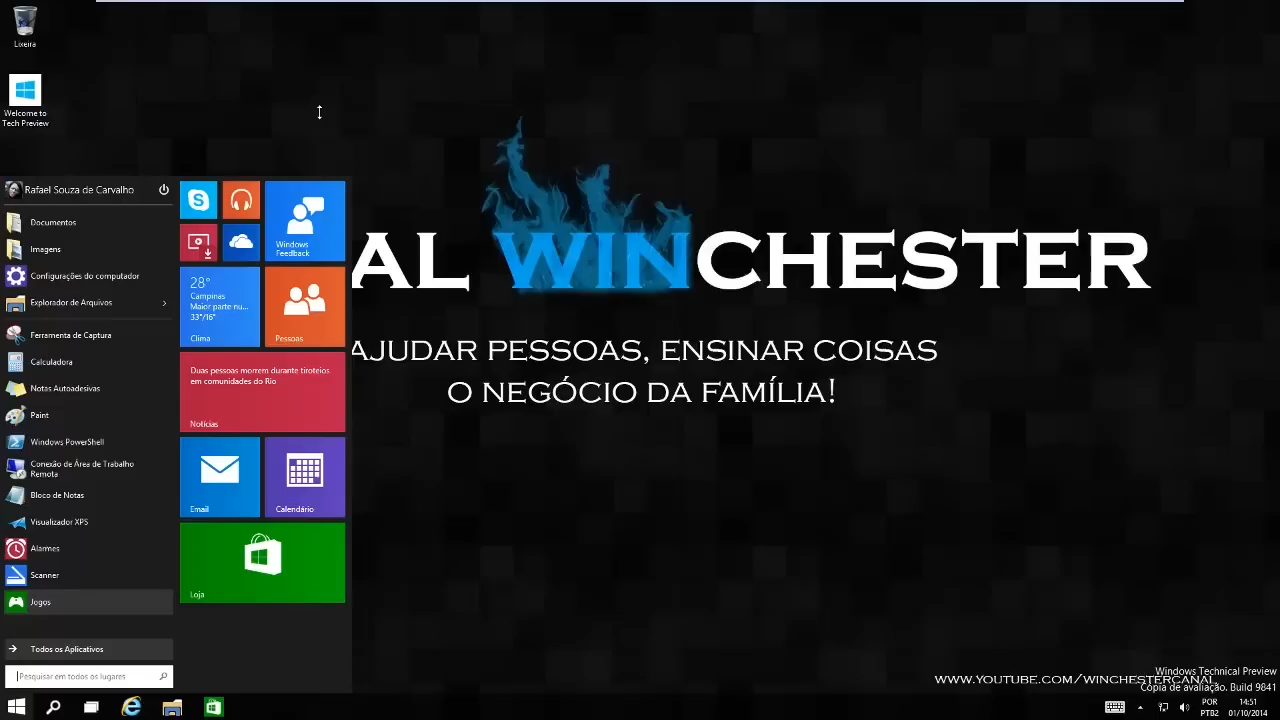 Lixeira
Welcome to
Tech Preview
Rafael Souza de Carvalho
Documentos
Imagens
Configurações do computador
Explorador de Arquivos
Ferramenta de Captura
Calculadora
Notas Autoadesivas
Paint
Windows PowerShell
Conexão de Área de Trabalho
Remota
Bloco de Notas
Visualizador XPS
Alarmes
Scanner
Jogos
Todos os Aplicativos
Pesquisar em todos os lugares
Windows
Feedback
28°
Campinas
Maior parte nu...
33°/16°
Clima
Pessoas
Duas pessoas morrem durante tiroteios
em comunidades do Rio
Notícias
Email
Calendário
Loja
AL WINCHESTER
AJUDAR PESSOAS, ENSINAR COISAS
O NEGÓCIO DA FAMÍLIA!
WWW.YOUTUBE.COM/WINCHESTERCANAL
Windows Technical Preview
Cópia de avaliação. Build 9841
POR
PTB2
14:51
01/10/2014